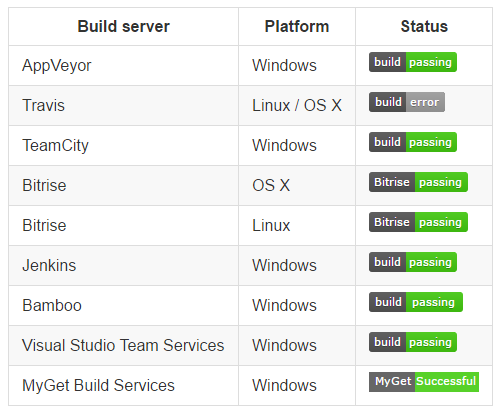 Build server Platform Status
AppVeyor Windows build passing
Travis Linux / OS X build error
TeamCity Windows build passing
Bitrise OS X Bitrise passing
Bitrise Linux Bitrise passing
Jenkins Windows build passing
Bamboo Windows build passing
Visual Studio Team Services Windows build passing
MyGet Build Services Windows MyGet Successful